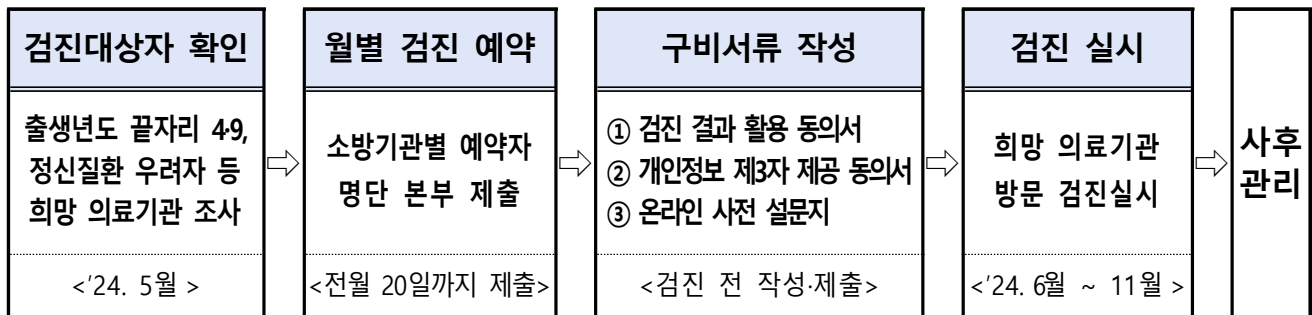 검진대상자 확인
출생년도 끝자리 4·9,
정신질환 우려자 등
희망 의료기관 조사
<'24. 5월 >
월별 검진 예약
소방기관별 예약자
명단 본부 제출
<전월 20일까지 제출>
구비서류 작성
① 검진 결과 활용 동의서
② 개인정보 제3자 제공 동의서
③ 온라인 사전 설문지
<검진 전 작성·제출>
검진 실시
희망 의료기관
방문 검진실시
<'24. 6월 ~ 11월 >
사후
관리